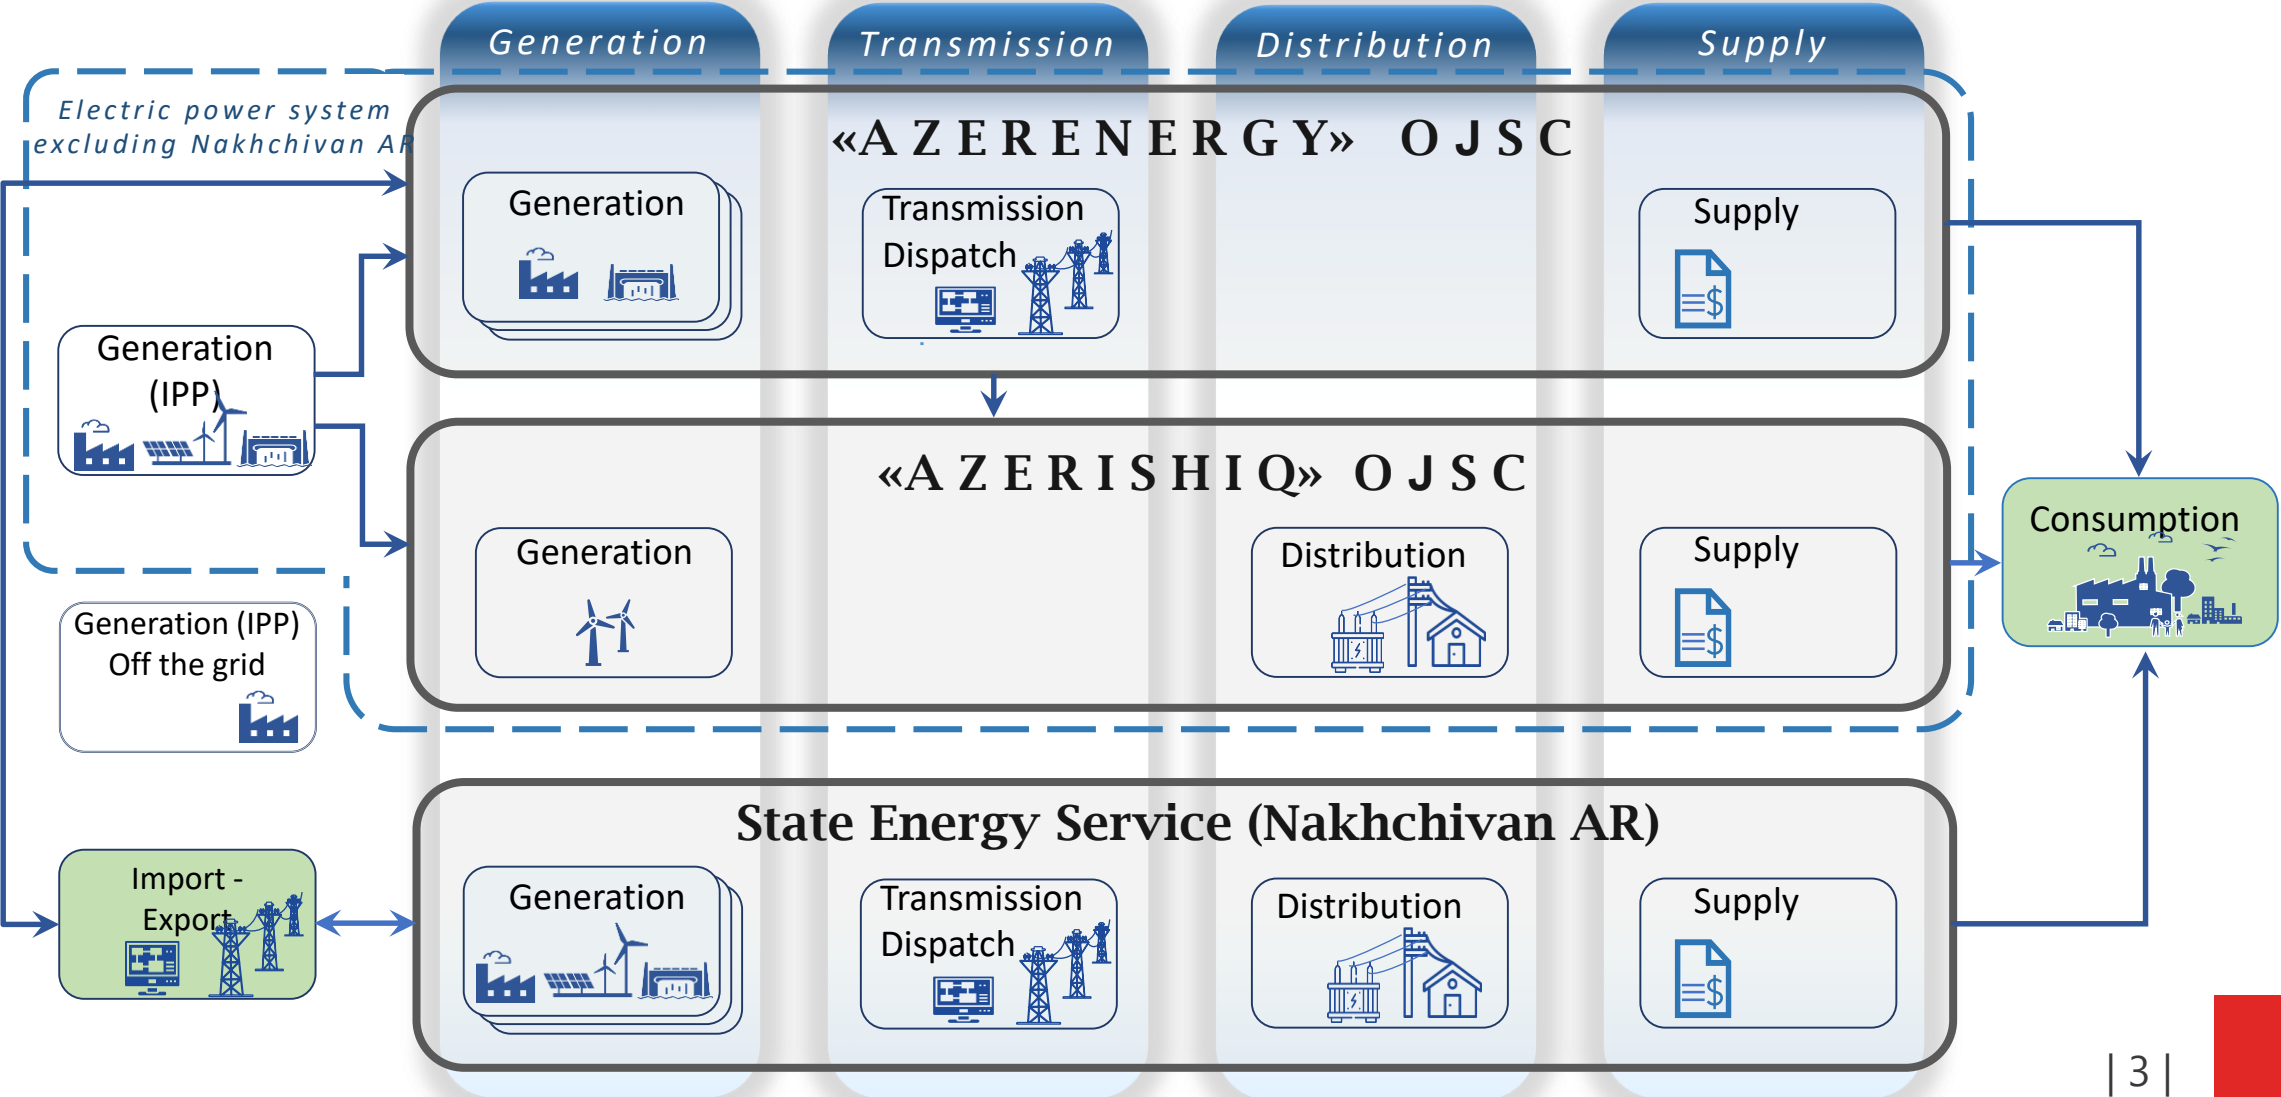 Generation
Transmission
Distribution
Supply
Electric power system
excluding Nakhchivan AR
«AZERENERGY» OJSC
Generation
Transmission
Dispatch
Supply
$
Generation
(IPP)
«AZERISHIQ» OJSC
Generation
Distribution
Supply
$
Consumption
Generation (IPP)
Off the grid
State Energy Service (Nakhchivan AR)
Import -
Export
Generation
Transmission
Dispatch
Distribution
Supply
$
| 3 |